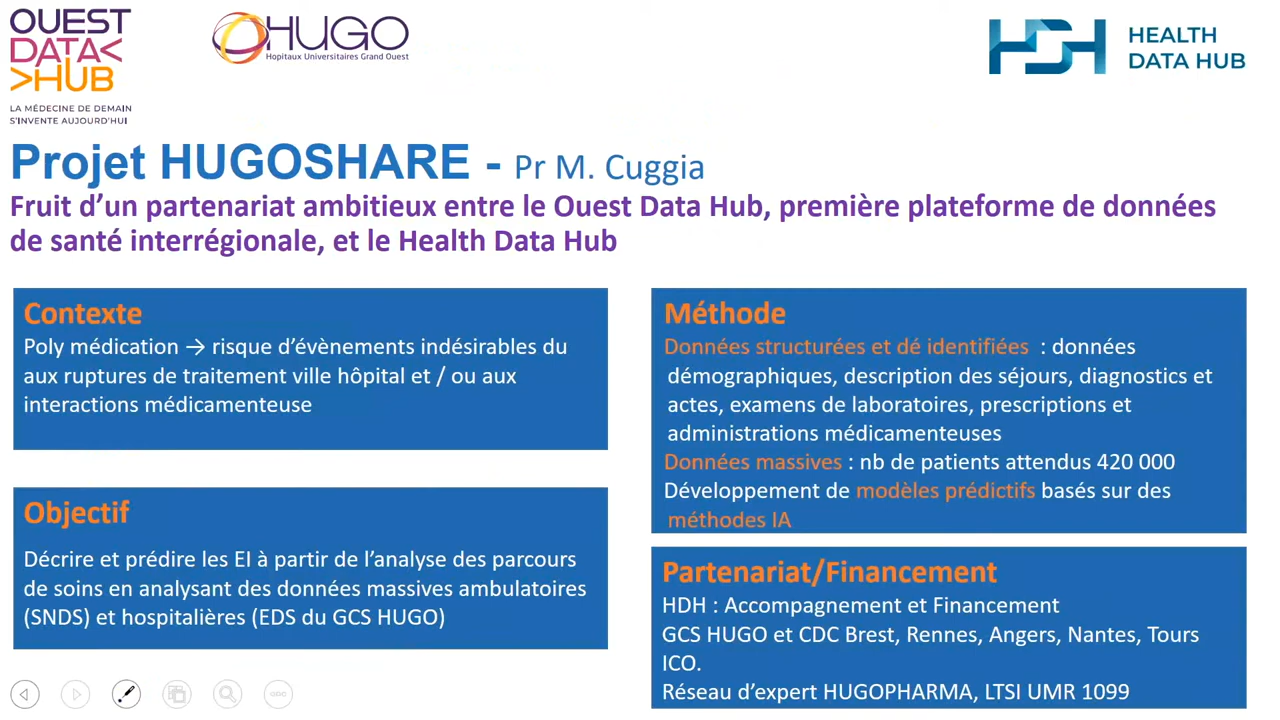 OUEST
DATA<
>HUB
LA MÉDECINE DE DEMAIN
S'INVENTE AUJOURD'HUI
HUGO
Hopitaux Universitaires Grand Ouest
HEALTH
DATA HUB
Projet HUGOSHARE - Pr M. Cuggia
Fruit d’un partenariat ambitieux entre le Ouest Data Hub, première plateforme de données
de santé interrégionale, et le Health Data Hub
Contexte
Poly médication → risque d’évènements indésirables du
aux ruptures de traitement ville hôpital et / ou aux
interactions médicamenteuse
Objectif
Décrire et prédire les EI à partir de l’analyse des parcours
de soins en analysant des données massives ambulatoires
(SNDS) et hospitalières (EDS du GCS HUGO)
Méthode
Données structurées et dé identifiées : données
démographiques, description des séjours, diagnostics et
actes, examens de laboratoires, prescriptions et
administrations médicamenteuses
Données massives : nb de patients attendus 420 000
Développement de modèles prédictifs basés sur des
méthodes IA
Partenariat/Financement
HDH : Accompagnement et Financement
GCS HUGO et CDC Brest, Rennes, Angers, Nantes, Tours
ICO.
Réseau d’expert HUGOPHARMA, LTSI UMR 1099